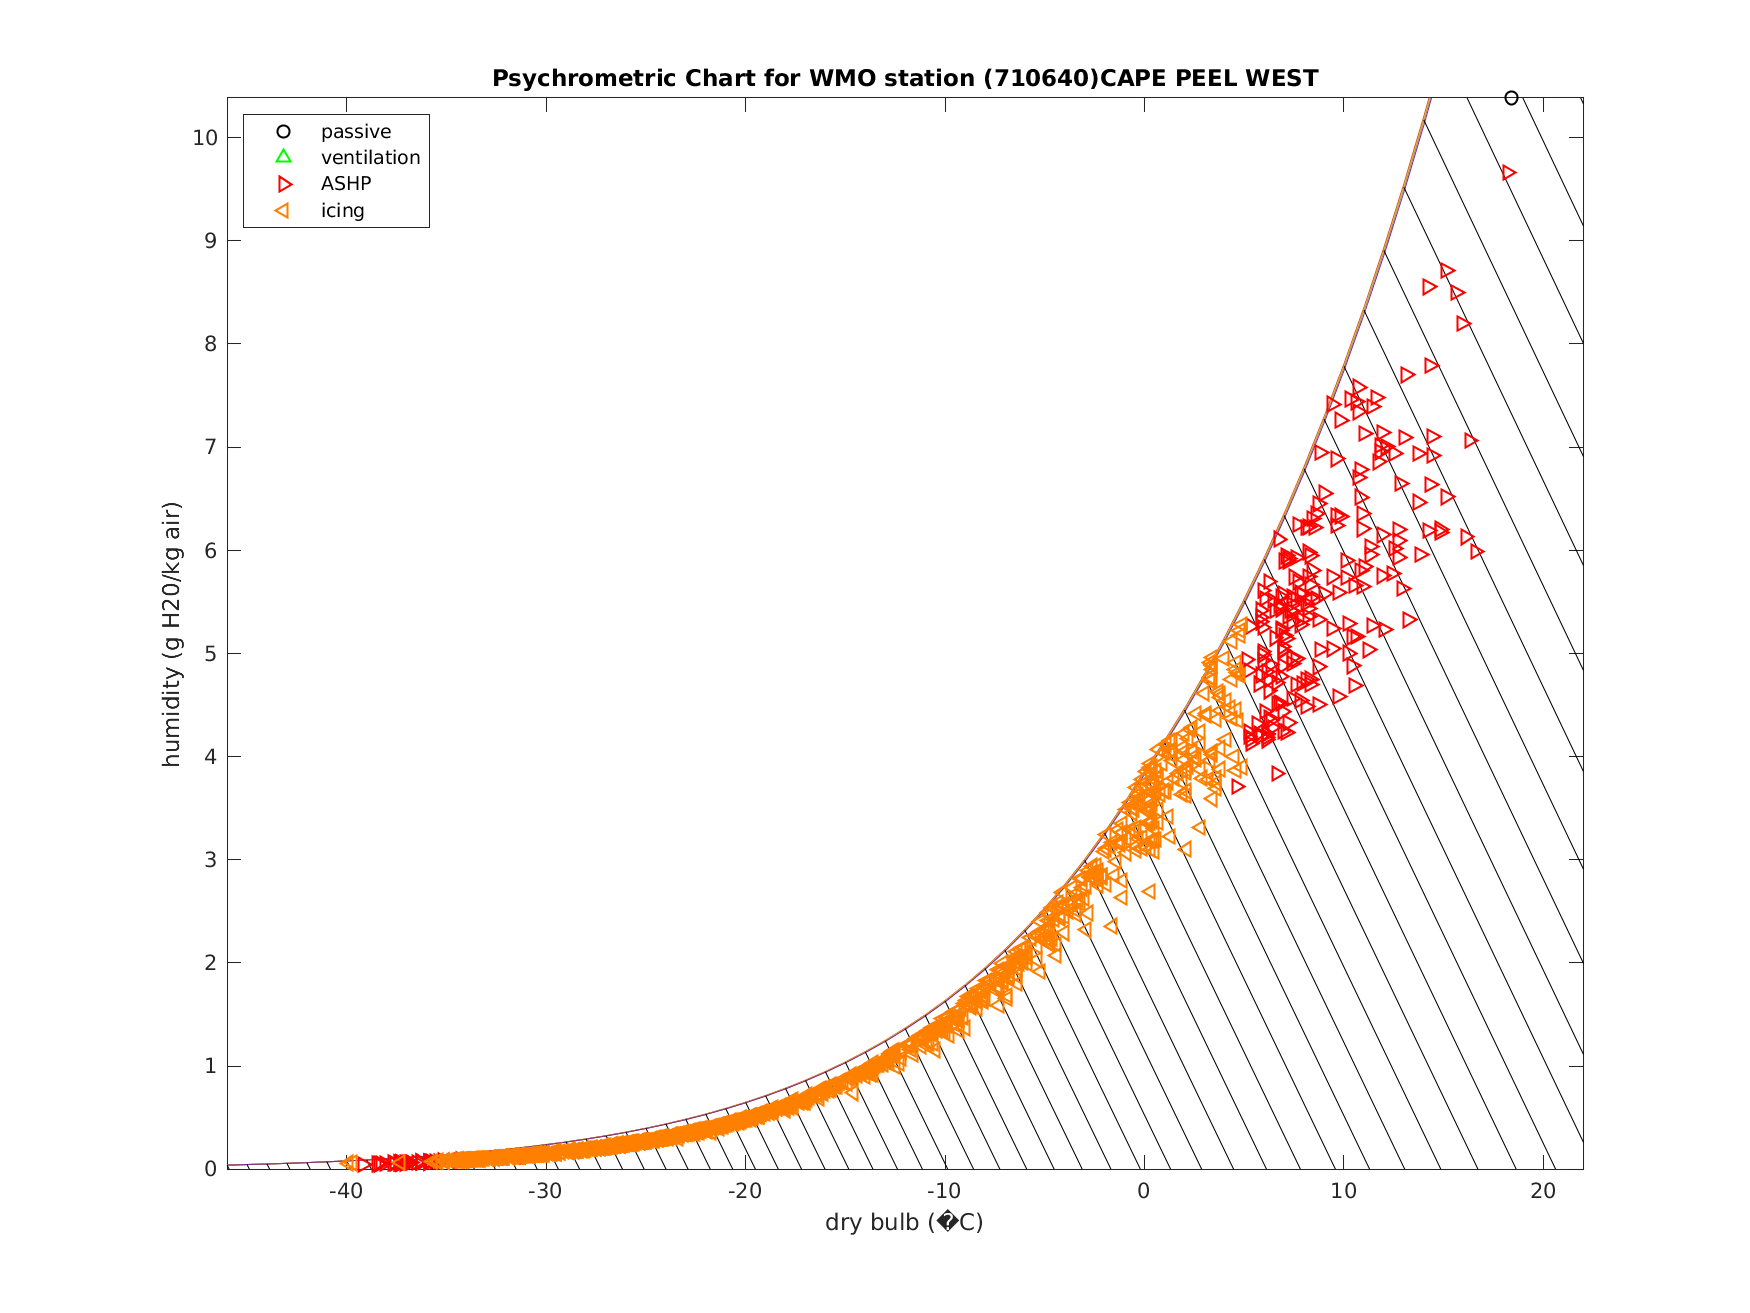 Psychrometric Chart for WMO station (710640)CAPE PEEL WEST
passive
ventilation
ASHP
icing
10
9
8
7
6
5
4
3
2
1
0
humidity (g H20/kg air)
-40 -30 -20 -10 0 10 20
dry bulb (�C)